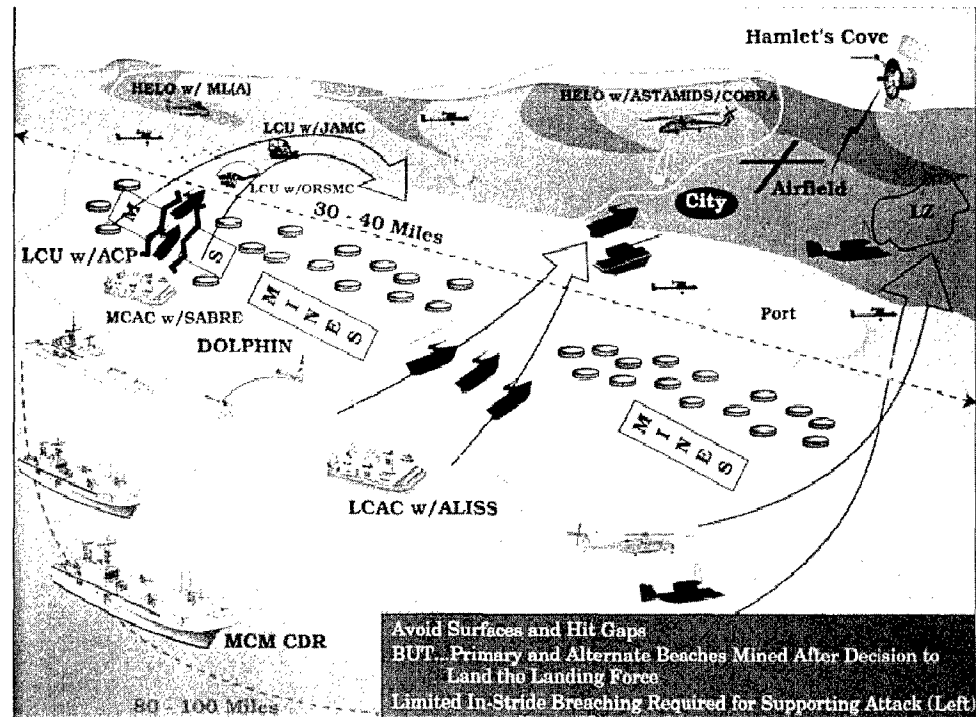 Hamlet's Cove
HELO w/ ML(A)
HELO w/ASTAMIDS/COBRA
LCU w/JAMC
LCU w/ORSMC
Airfield
City
LZ
30 - 40 Miles
M
S
LCU w/ACP
MCAC w/SABRE
MINES
DOLPHIN
Port
MINES
LCAC w/ALISS
MCM CDR
80 - 100 Miles
Avoid Surfaces and Hit Gaps
BUT...Primary and Alternate Beaches Mined After Decision to
Land the Landing Force
Limited In-Stride Breaching Required for Supporting Attack (Left)